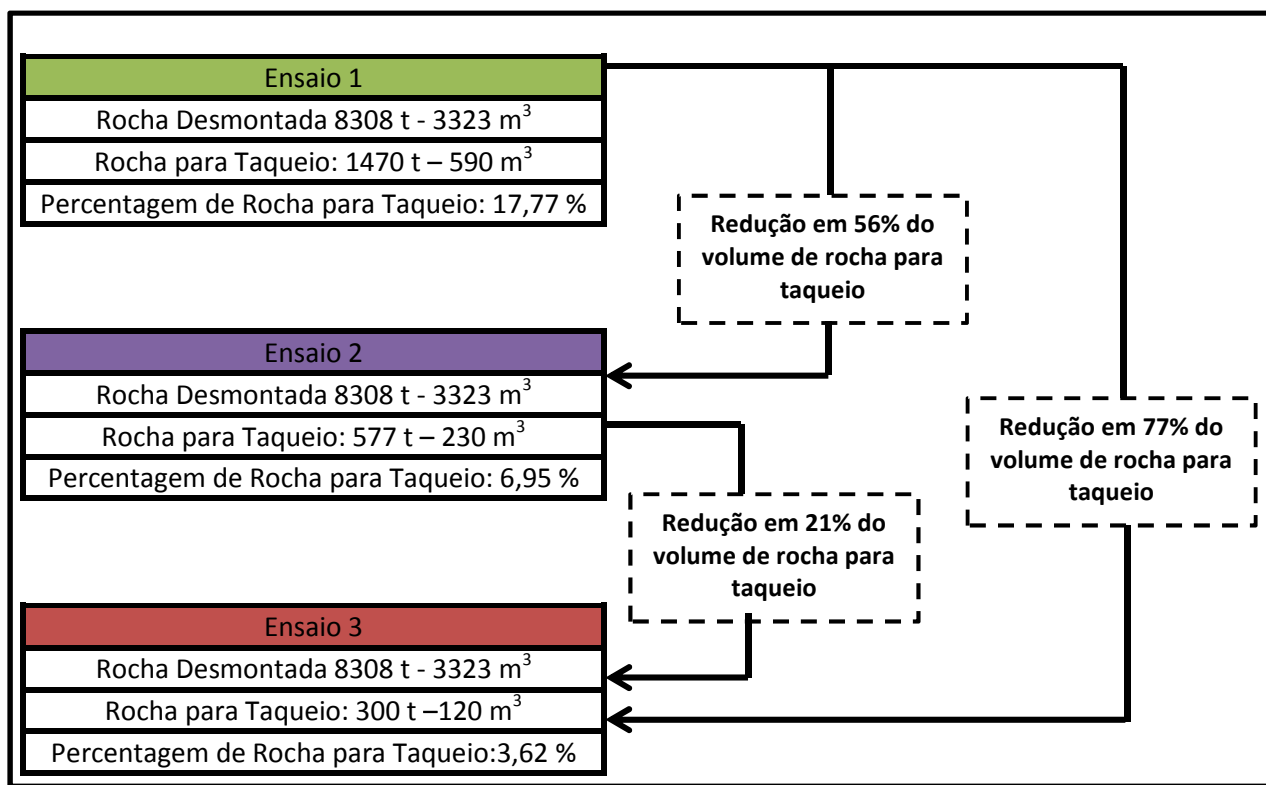 Ensaio 1
Rocha Desmontada 8308 t - 3323 m³
Rocha para Taqueio: 1470 t – 590 m³
Percentagem de Rocha para Taqueio: 17,77 %
Redução em 56% do
volume de rocha para
taqueio
Ensaio 2
Rocha Desmontada 8308 t - 3323 m³
Rocha para Taqueio: 577 t – 230 m³
Percentagem de Rocha para Taqueio: 6,95 %
Redução em 77% do
volume de rocha para
taqueio
Redução em 21% do
volume de rocha para
taqueio
Ensaio 3
Rocha Desmontada 8308 t - 3323 m³
Rocha para Taqueio: 300 t –120 m³
Percentagem de Rocha para Taqueio:3,62 %